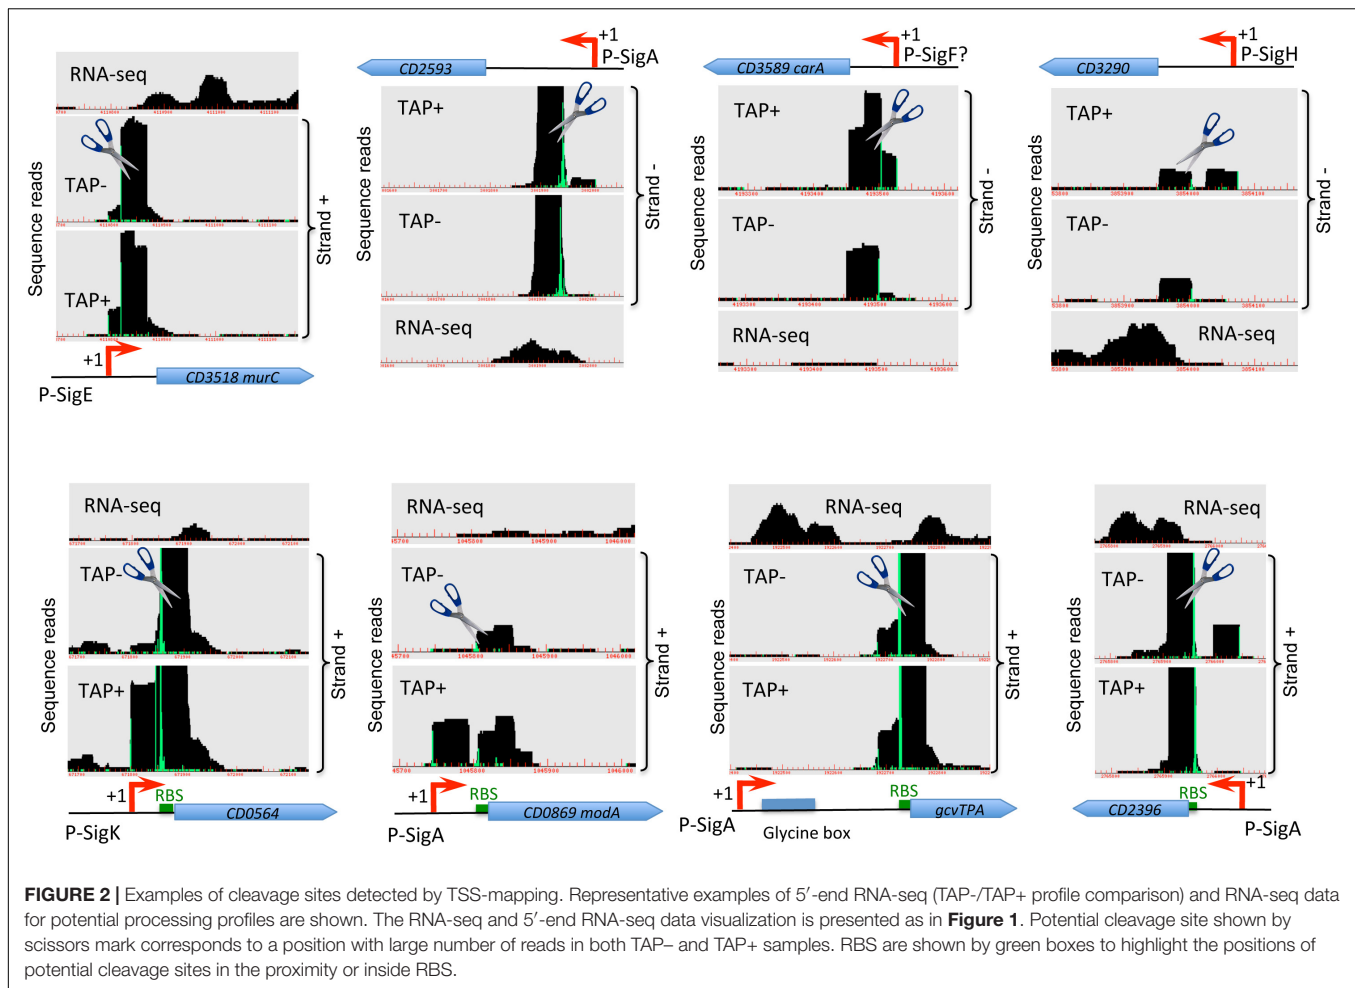 RNA-seq
Sequence reads
TAP-
TAP+
Strand +
+1
P-SigE
CD3518 murC
+1
P-SigA
CD2593
Sequence reads
TAP+
TAP-
Strand -
RNA-seq
+1
P-SigF?
CD3589 carA
Sequence reads
TAP+
TAP-
Strand -
RNA-seq
+1
P-SigH
CD3290
Sequence reads
TAP+
TAP-
Strand -
RNA-seq
RNA-seq
Sequence reads
TAP-
TAP+
Strand +
+1
RBS
P-SigK
CD0564
RNA-seq
Sequence reads
TAP-
TAP+
Strand +
+1
RBS
P-SigA
CD0869 modA
RNA-seq
Sequence reads
TAP-
TAP+
Strand +
+1
RBS
P-SigA
Glycine box
gcvTPA
RNA-seq
Sequence reads
TAP-
TAP+
Strand +
RBS
+1
CD2396
P-SigA
FIGURE 2 | Examples of cleavage sites detected by TSS-mapping. Representative examples of 5′-end RNA-seq (TAP-/TAP+ profile comparison) and RNA-seq data
for potential processing profiles are shown. The RNA-seq and 5′-end RNA-seq data visualization is presented as in Figure 1. Potential cleavage site shown by
scissors mark corresponds to a position with large number of reads in both TAP– and TAP+ samples. RBS are shown by green boxes to highlight the positions of
potential cleavage sites in the proximity or inside RBS.